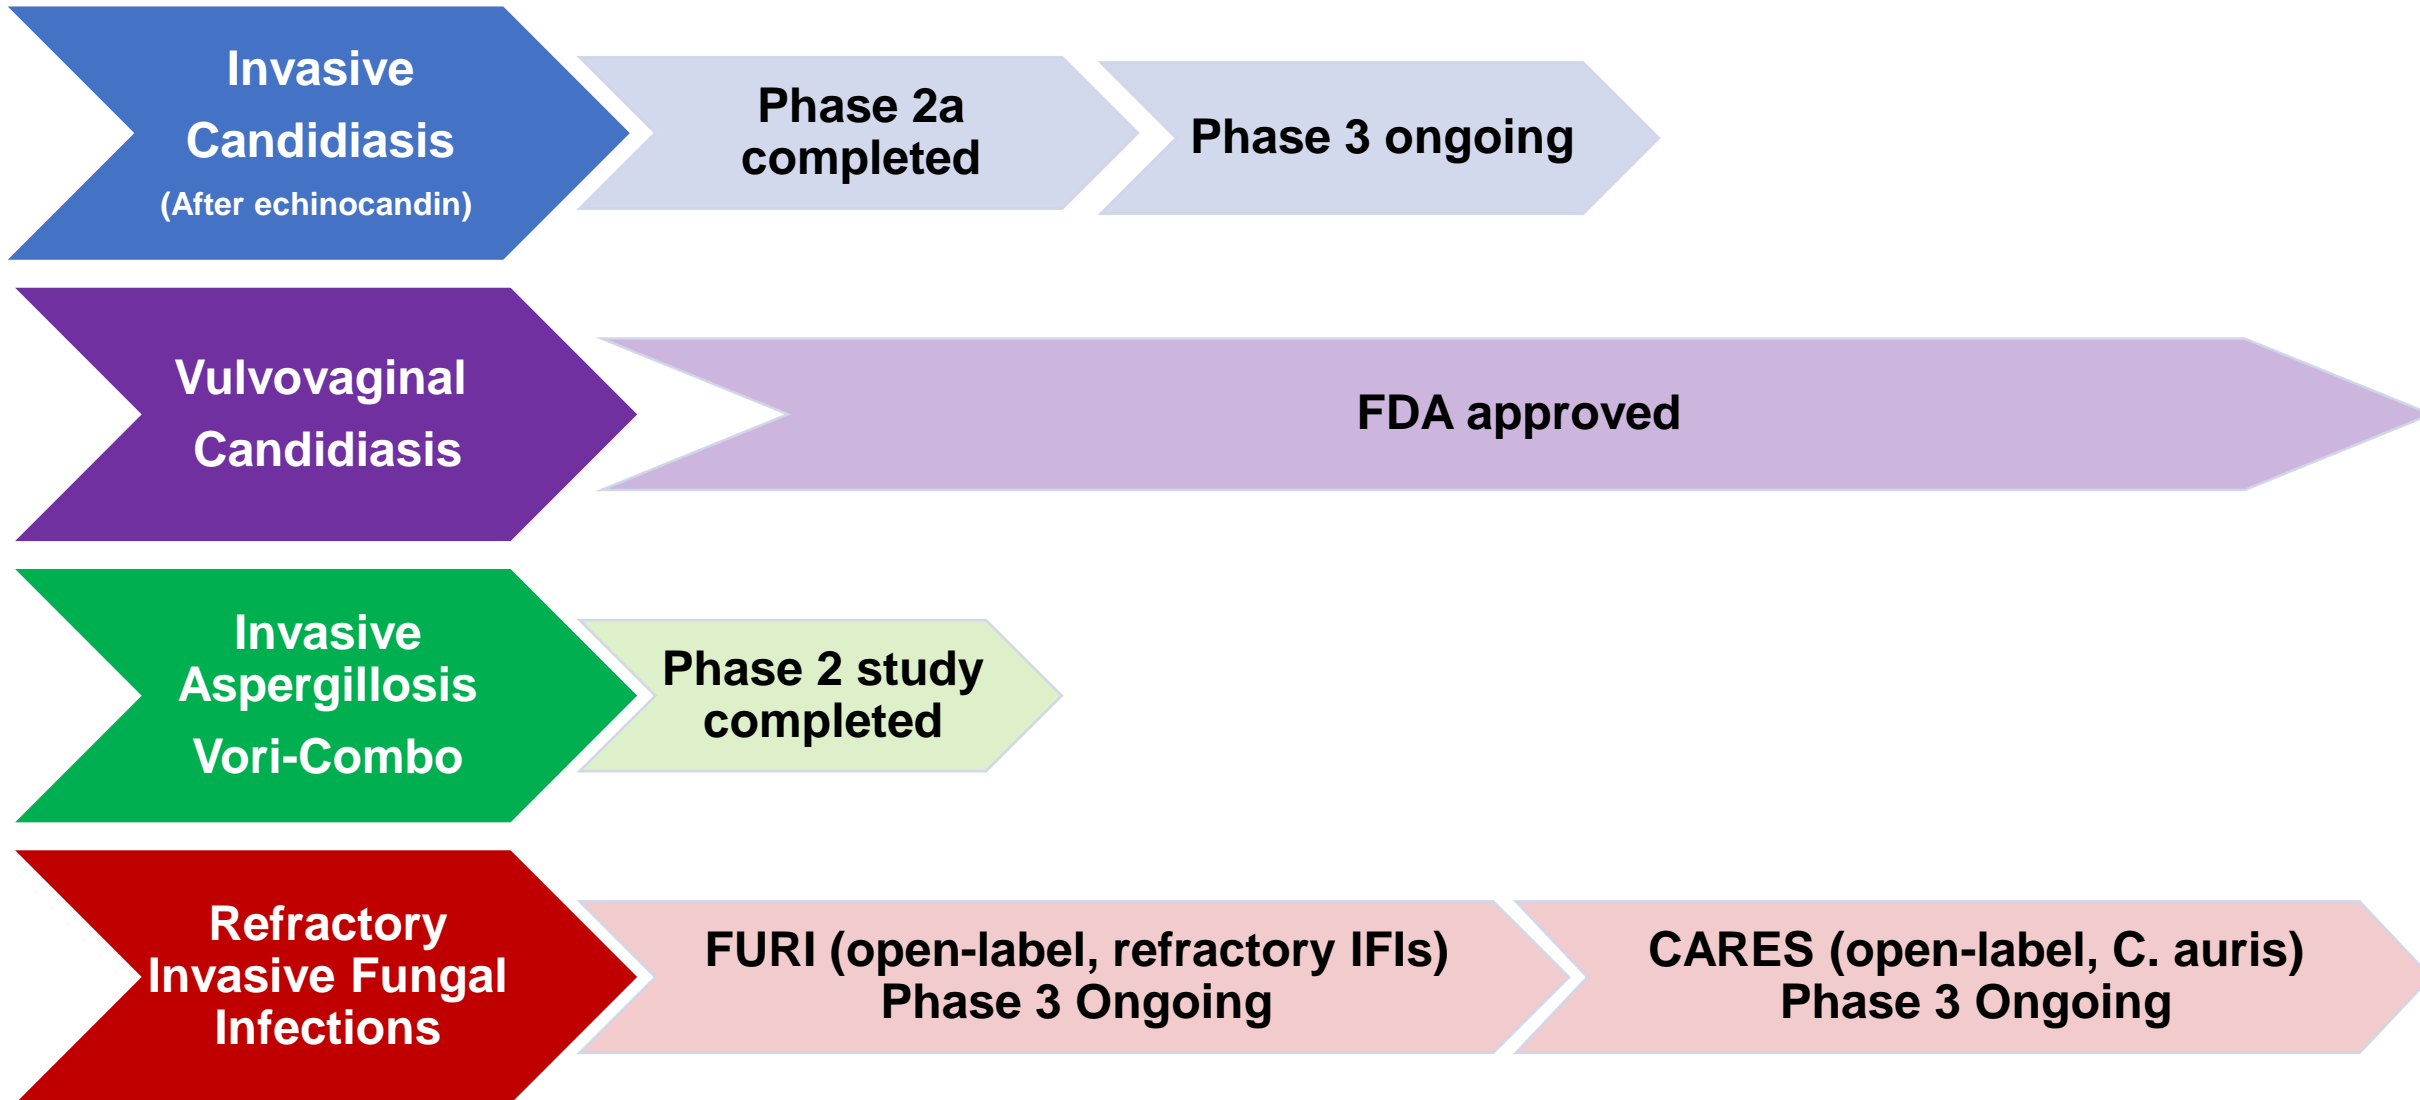 Invasive
Candidiasis
(After echinocandin)
Phase 2a
completed
Phase 3 ongoing
Vulvovaginal
Candidiasis
FDA approved
Invasive
Aspergillosis
Vori-Combo
Phase 2 study
completed
Refractory
Invasive Fungal
Infections
FURI (open-label, refractory IFIs)
Phase 3 Ongoing
CARES (open-label, C. auris)
Phase 3 Ongoing